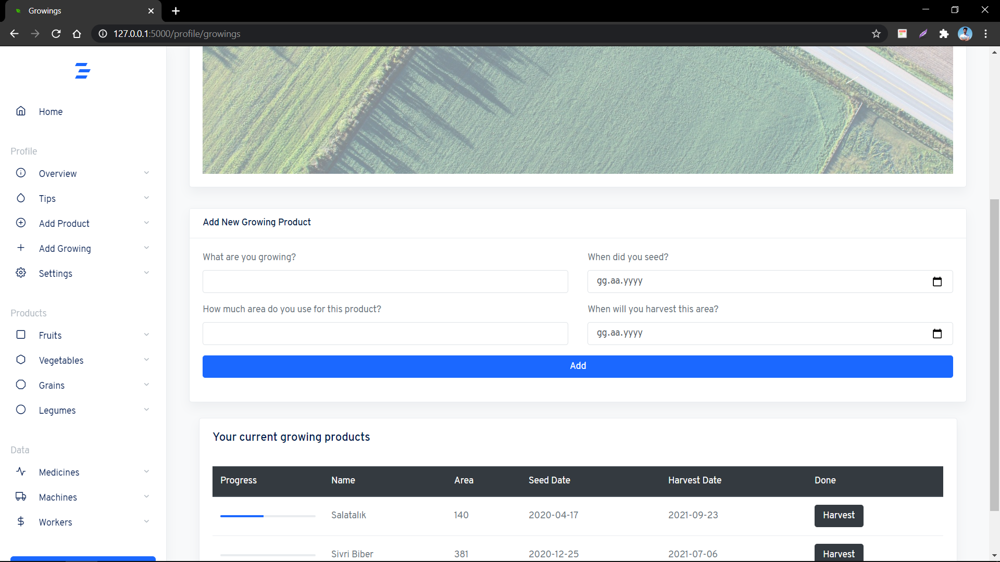 Growings
127.0.0.1:5000/profile/growings
Home
Profile
Overview
Tips
Add Product
Add Growing
Settings
Products
Fruits
Vegetables
Grains
Legumes
Data
Medicines
Machines
Workers
Add New Growing Product
What are you growing?
When did you seed?
gg.aa.yyyy
How much area do you use for this product?
When will you harvest this area?
gg.aa.yyyy
Add
Your current growing products
Progress Name Area Seed Date Harvest Date Done
Salatalık 140 2020-04-17 2021-09-23 Harvest
Sivri Biber 381 2020-12-25 2021-07-06 Harvest